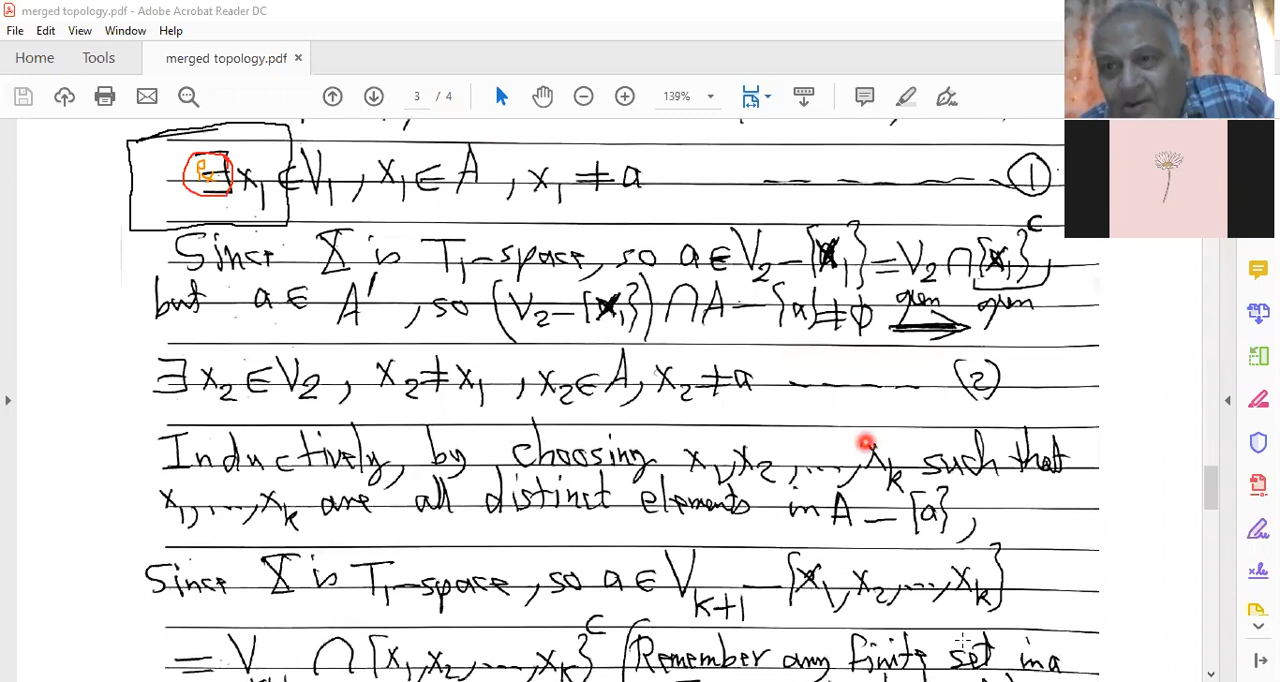 merged topology.pdf - Adobe Acrobat Reader DC
File Edit View Window Help
Home Tools merged topology.pdf ×
3 / 4 139%
∃ x₁ ∈ V₁ , x₁ ∈ A , x₁ ≠ a --------- ①
Since X is T₁-space, so a ∈ V₂ - {x₁} = V₂ ∩ {x₁}ᶜ,
but a ∈ A′ , so (V₂ - {x₁}) ∩ A - {a} ≠ φ ⟹
∃ x₂ ∈ V₂ , x₂ ≠ x₁ , x₂ ∈ A, x₂ ≠ a ------ (2)
Inductively, by choosing x₁, x₂, ..., xₖ such that
x₁, ..., xₖ are all distinct elements in A - {a},
Since X is T₁-space, so a ∈ Vₖ₊₁ - {x₁, x₂, ..., xₖ}
= V ∩ {x₁, x₂, ..., xₖ}ᶜ (Remember any finite set in a